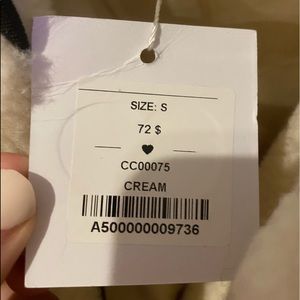 SIZE: S
72 $
CC00075
CREAM
A500000009736